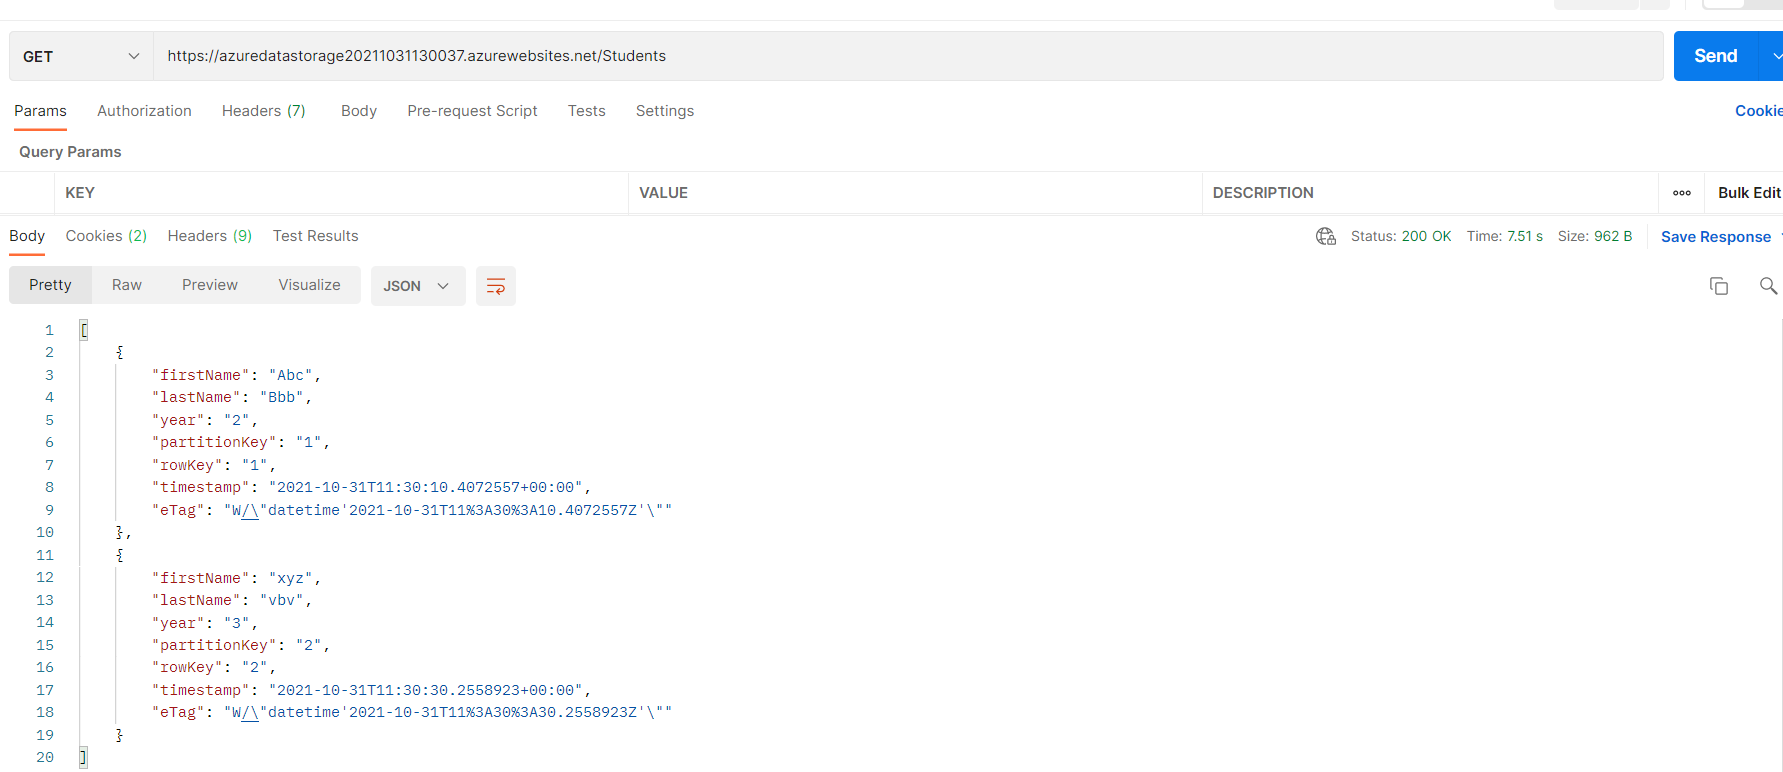 GET https://azuredatastorage20211031130037.azurewebsites.net/Students Send
Params Authorization Headers (7) Body Pre-request Script Tests Settings Cookie
Query Params
KEY VALUE DESCRIPTION ooo Bulk Edit
Body Cookies (2) Headers (9) Test Results Status: 200 OK Time: 7.51 s Size: 962 B Save Response
Pretty Raw Preview Visualize JSON
1 [
2 {
3 "firstName": "Abc",
4 "lastName": "Bbb",
5 "year": "2",
6 "partitionKey": "1",
7 "rowKey": "1",
8 "timestamp": "2021-10-31T11:30:10.4072557+00:00",
9 "eTag": "W/\"datetime'2021-10-31T11%3A30%3A10.4072557Z'\""
10 },
11 {
12 "firstName": "xyz",
13 "lastName": "vbv",
14 "year": "3",
15 "partitionKey": "2",
16 "rowKey": "2",
17 "timestamp": "2021-10-31T11:30:30.2558923+00:00",
18 "eTag": "W/\"datetime'2021-10-31T11%3A30%3A30.2558923Z'\""
19 }
20 ]